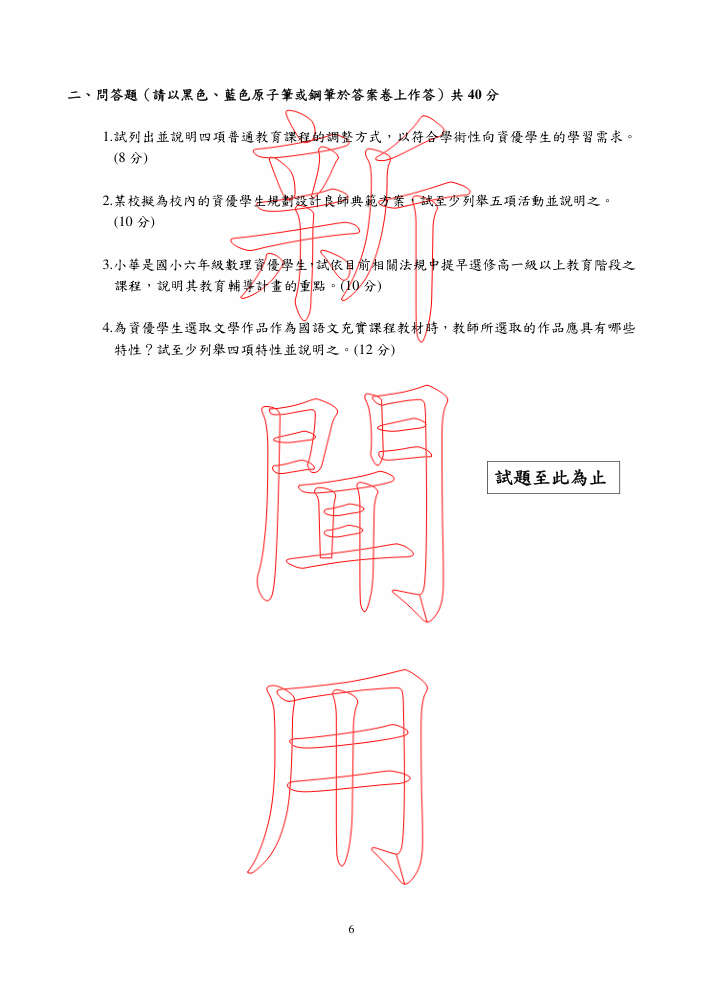 二、問答題（請以黑色、藍色原子筆或鋼筆於答案卷上作答）共 40 分
1.試列出並說明四項普通教育課程的調整方式，以符合學術性向資優學生的學習需求。
(8 分)
2.某校擬為校內的資優學生規劃設計良師典範方案，試至少列舉五項活動並說明之。
(10 分)
3.小華是國小六年級數理資優學生，試依目前相關法規中提早選修高一級以上教育階段之
課程，說明其教育輔導計畫的重點。(10 分)
4.為資優學生選取文學作品作為國語文充實課程教材時，教師所選取的作品應具有哪些
特性？試至少列舉四項特性並說明之。(12 分)
試題至此為止
新
聞
用
6